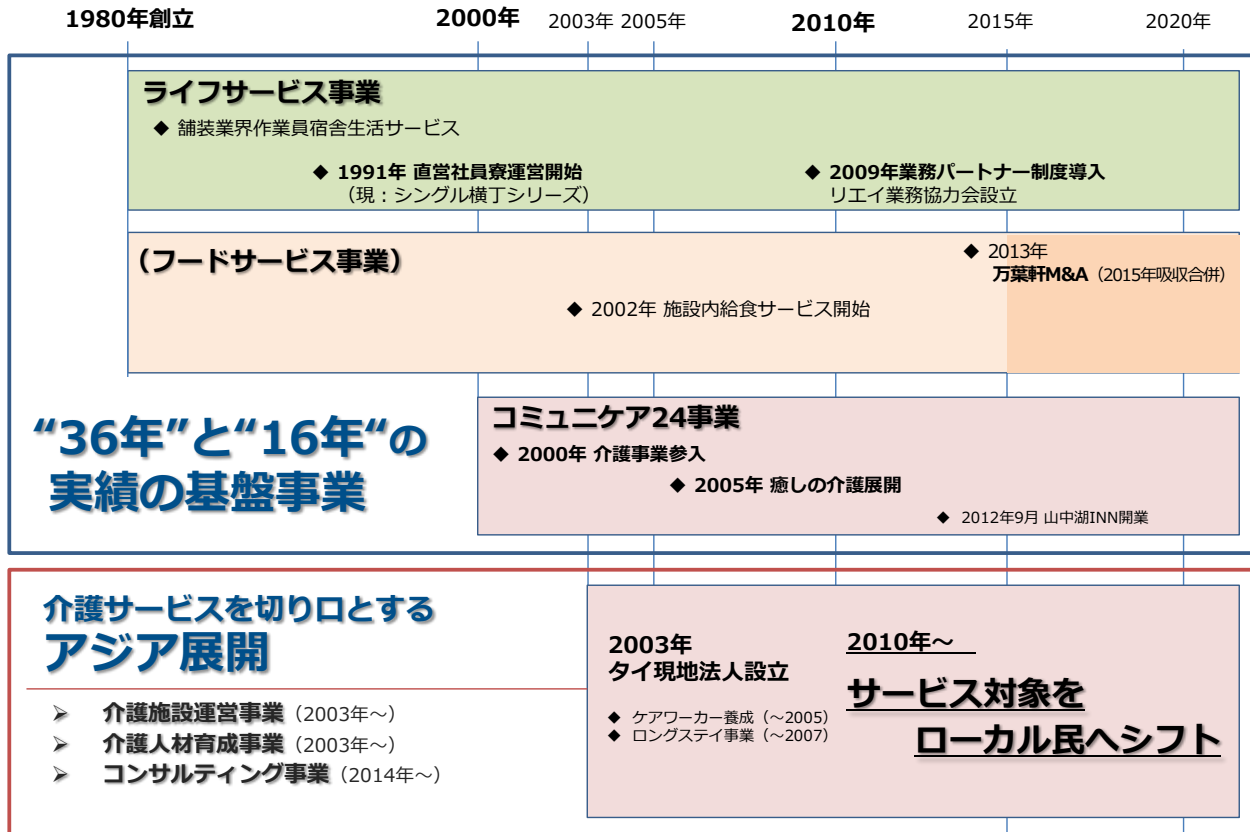 1980年創立 2000年 2003年 2005年 2010年 2015年 2020年
ライフサービス事業
◆ 舗装業界作業員宿舎生活サービス
◆ 1991年 直営社員寮運営開始
（現：シングル横丁シリーズ）
◆ 2009年業務パートナー制度導入
リエイ業務協力会設立
（フードサービス事業）
◆ 2013年
万葉軒M&A（2015年吸収合併）
◆ 2002年 施設内給食サービス開始
“36年”と“16年“の
実績の基盤事業
コミュニケア24事業
◆ 2000年 介護事業参入
◆ 2005年 癒しの介護展開
◆ 2012年9月 山中湖INN開業
介護サービスを切り口とする
アジア展開
➢ 介護施設運営事業（2003年～）
➢ 介護人材育成事業（2003年～）
➢ コンサルティング事業（2014年～）
2003年
タイ現地法人設立
◆ ケアワーカー養成（～2005）
◆ ロングステイ事業（～2007）
2010年～
サービス対象を
ローカル民へシフト